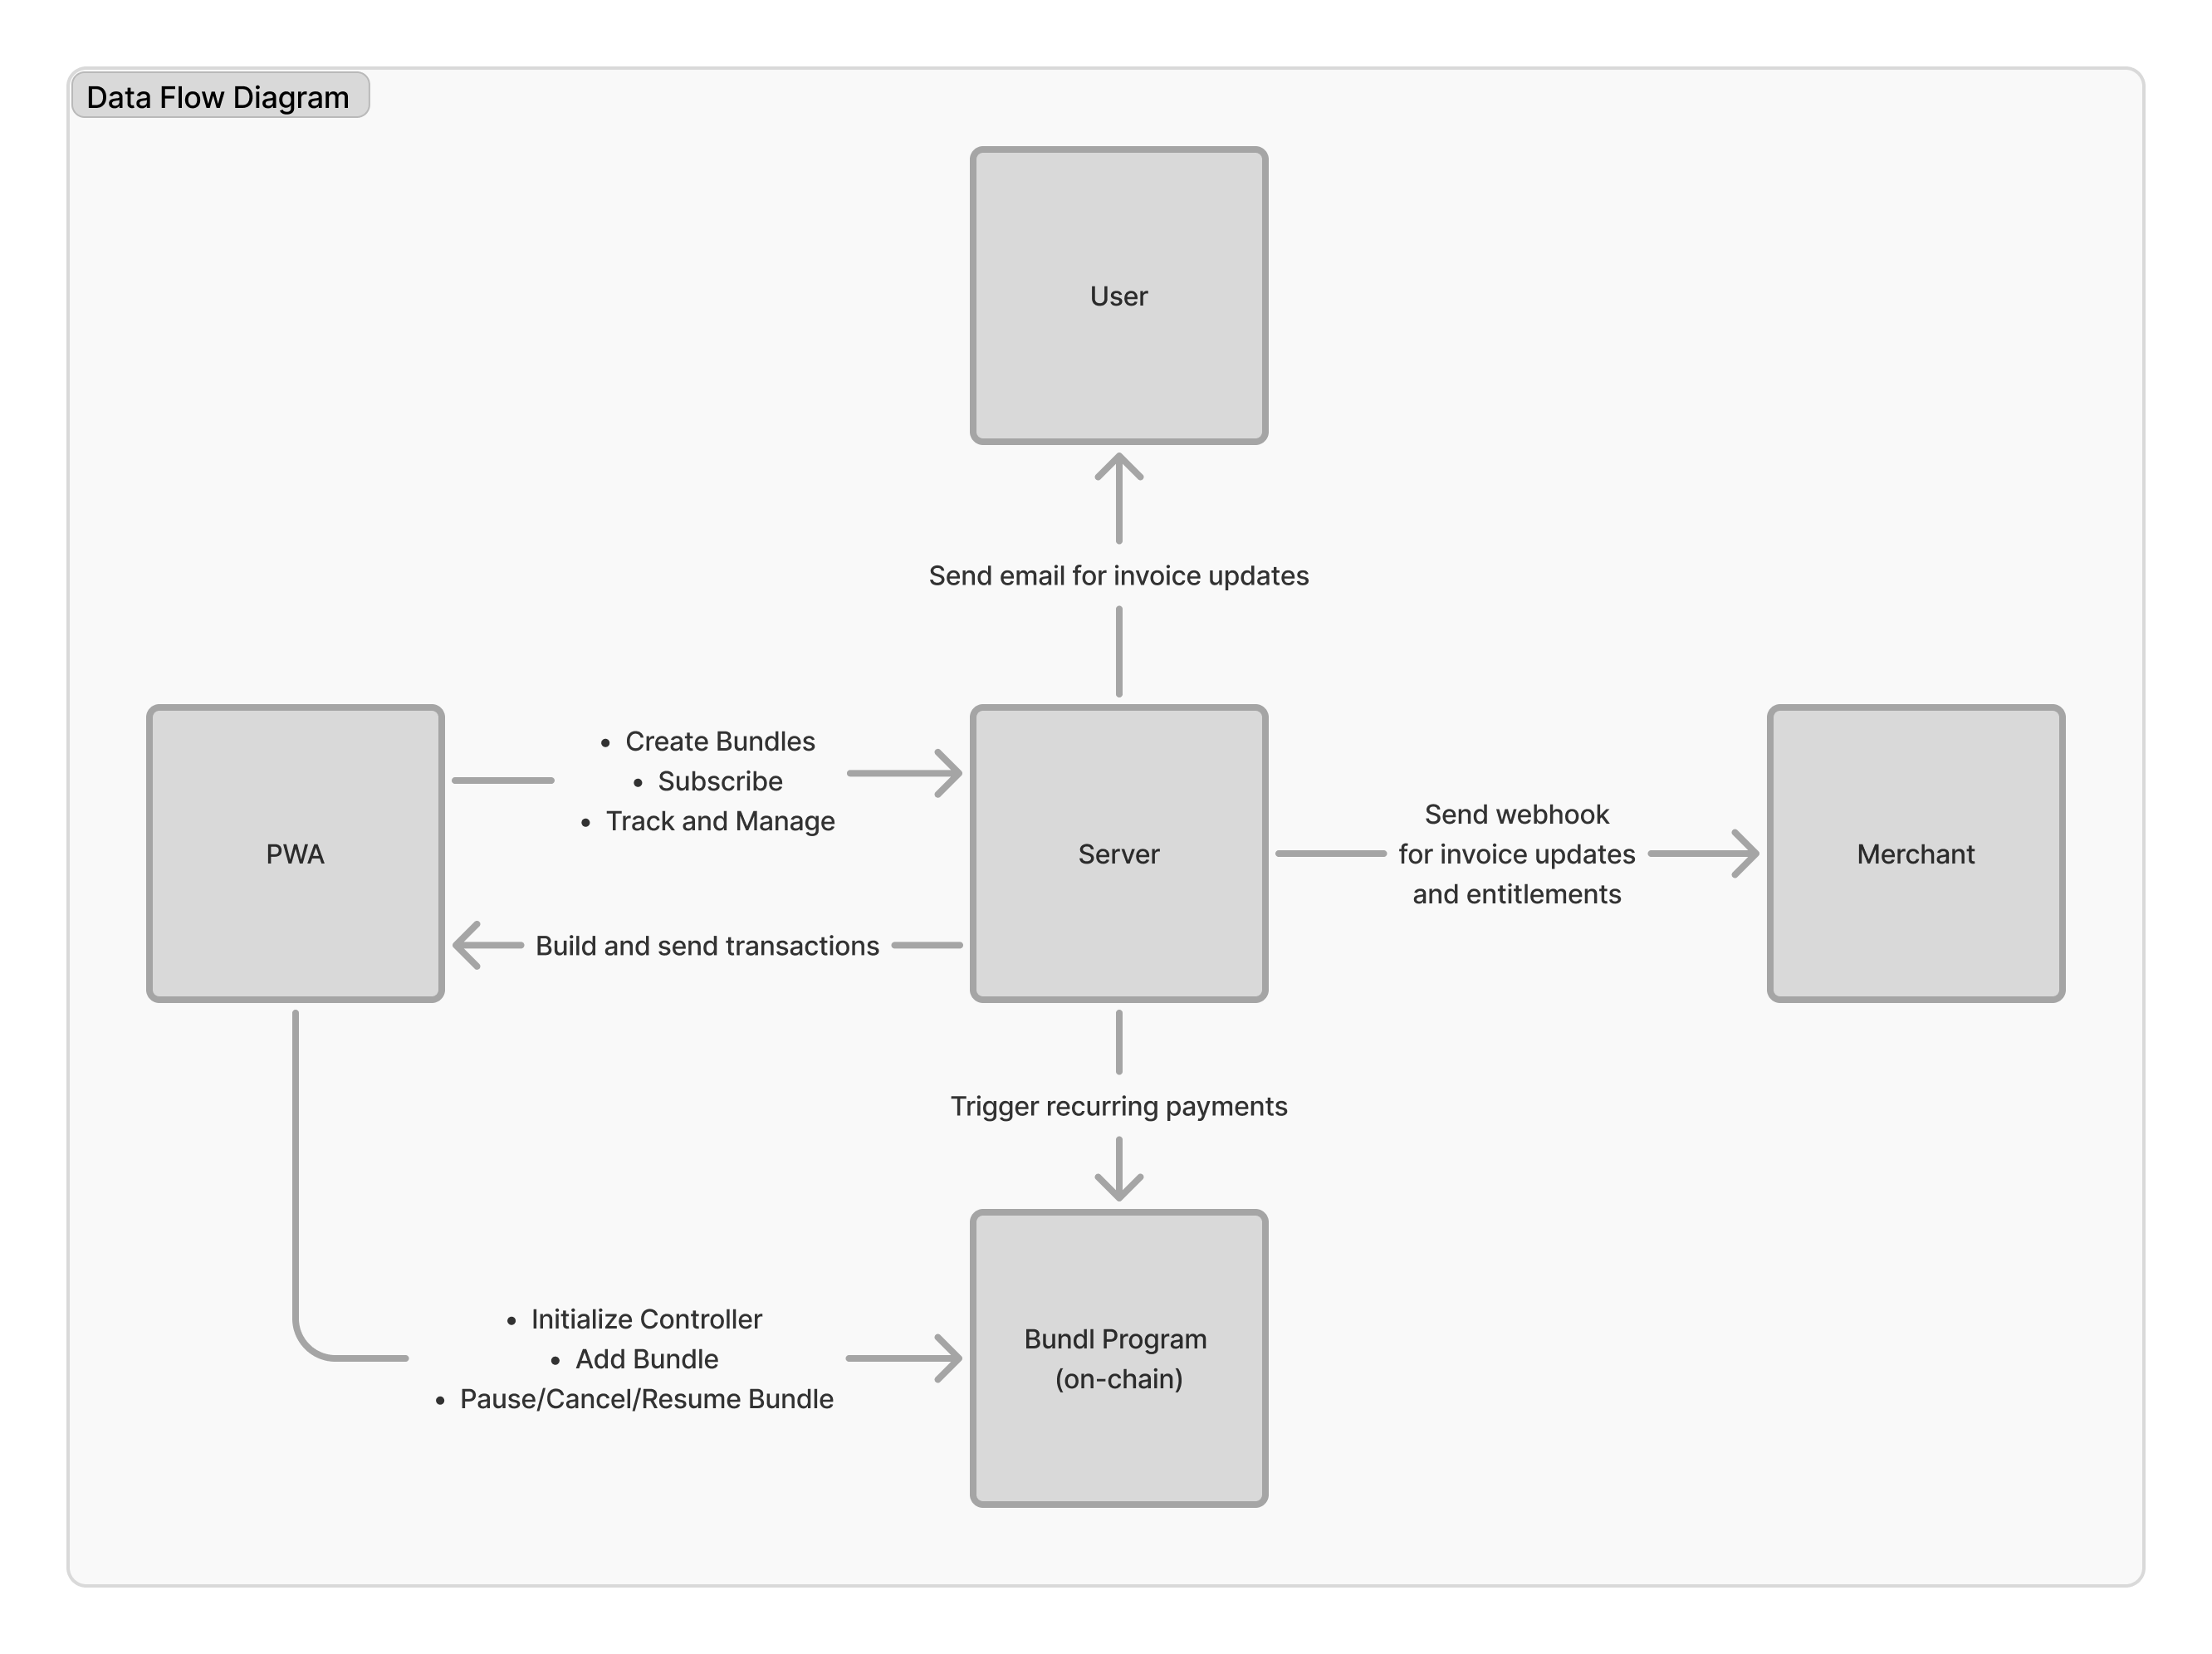 Data Flow Diagram
User
Send email for invoice updates
• Create Bundles
• Subscribe
• Track and Manage
PWA
Server
Send webhook
for invoice updates
and entitlements
Merchant
Build and send transactions
Trigger recurring payments
• Initialize Controller
• Add Bundle
• Pause/Cancel/Resume Bundle
Bundl Program
(on-chain)